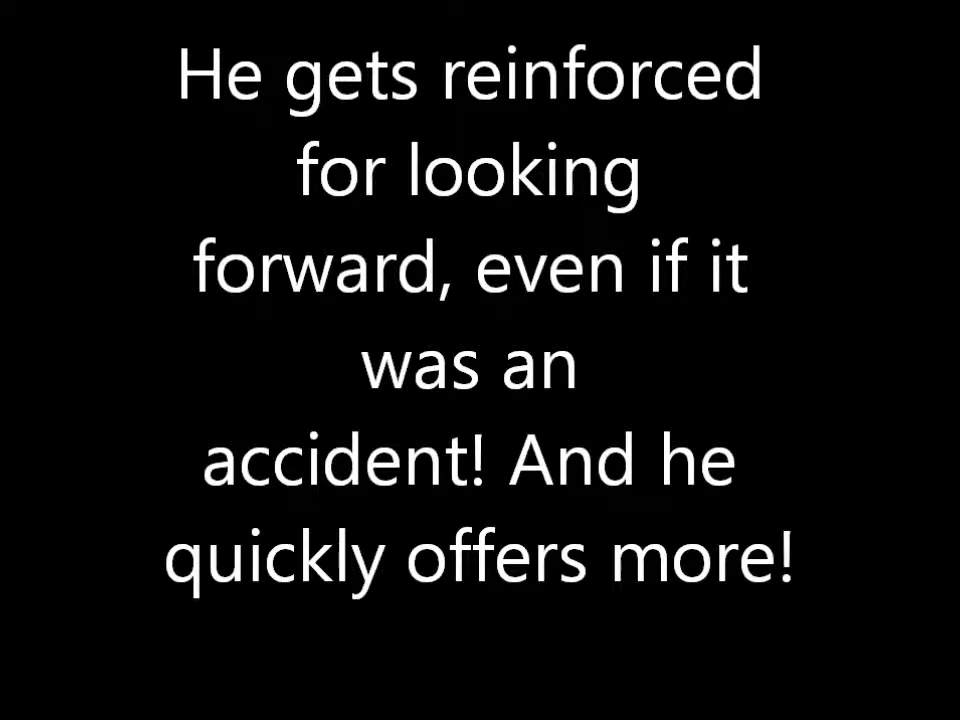 He gets reinforced
for looking
forward, even if it
was an
accident! And he
quickly offers more!